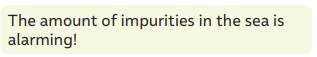 The amount of impurities in the sea is
alarming!